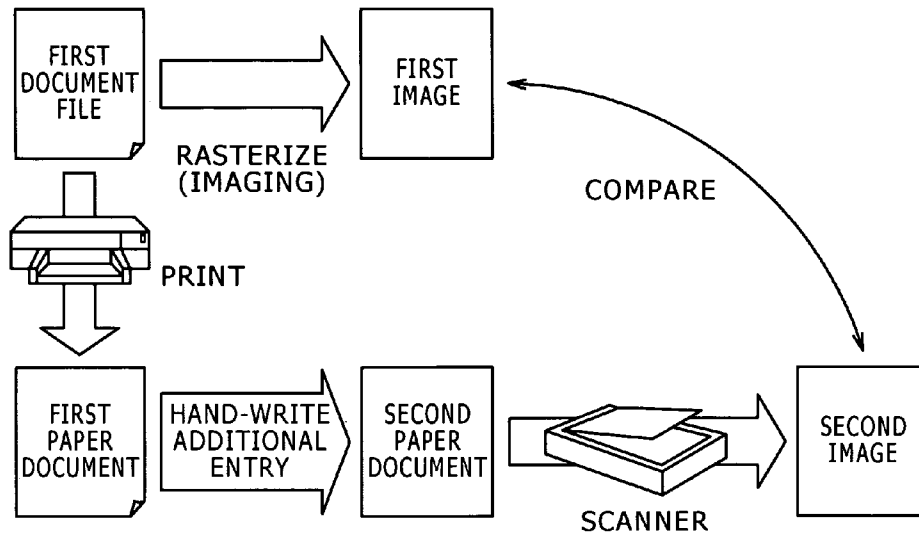 FIRST
DOCUMENT
FILE
RASTERIZE
(IMAGING)
FIRST
IMAGE
COMPARE
PRINT
FIRST
PAPER
DOCUMENT
HAND-WRITE
ADDITIONAL
ENTRY
SECOND
PAPER
DOCUMENT
SCANNER
SECOND
IMAGE